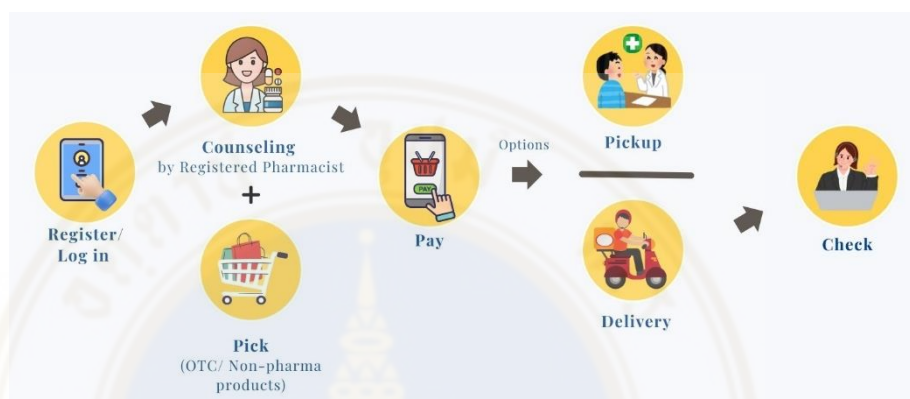 Register/
Log in
Counseling
by Registered Pharmacist
+
Pick
(OTC/ Non-pharma
products)
PAY
Pay
Options
Pickup
Delivery
Check